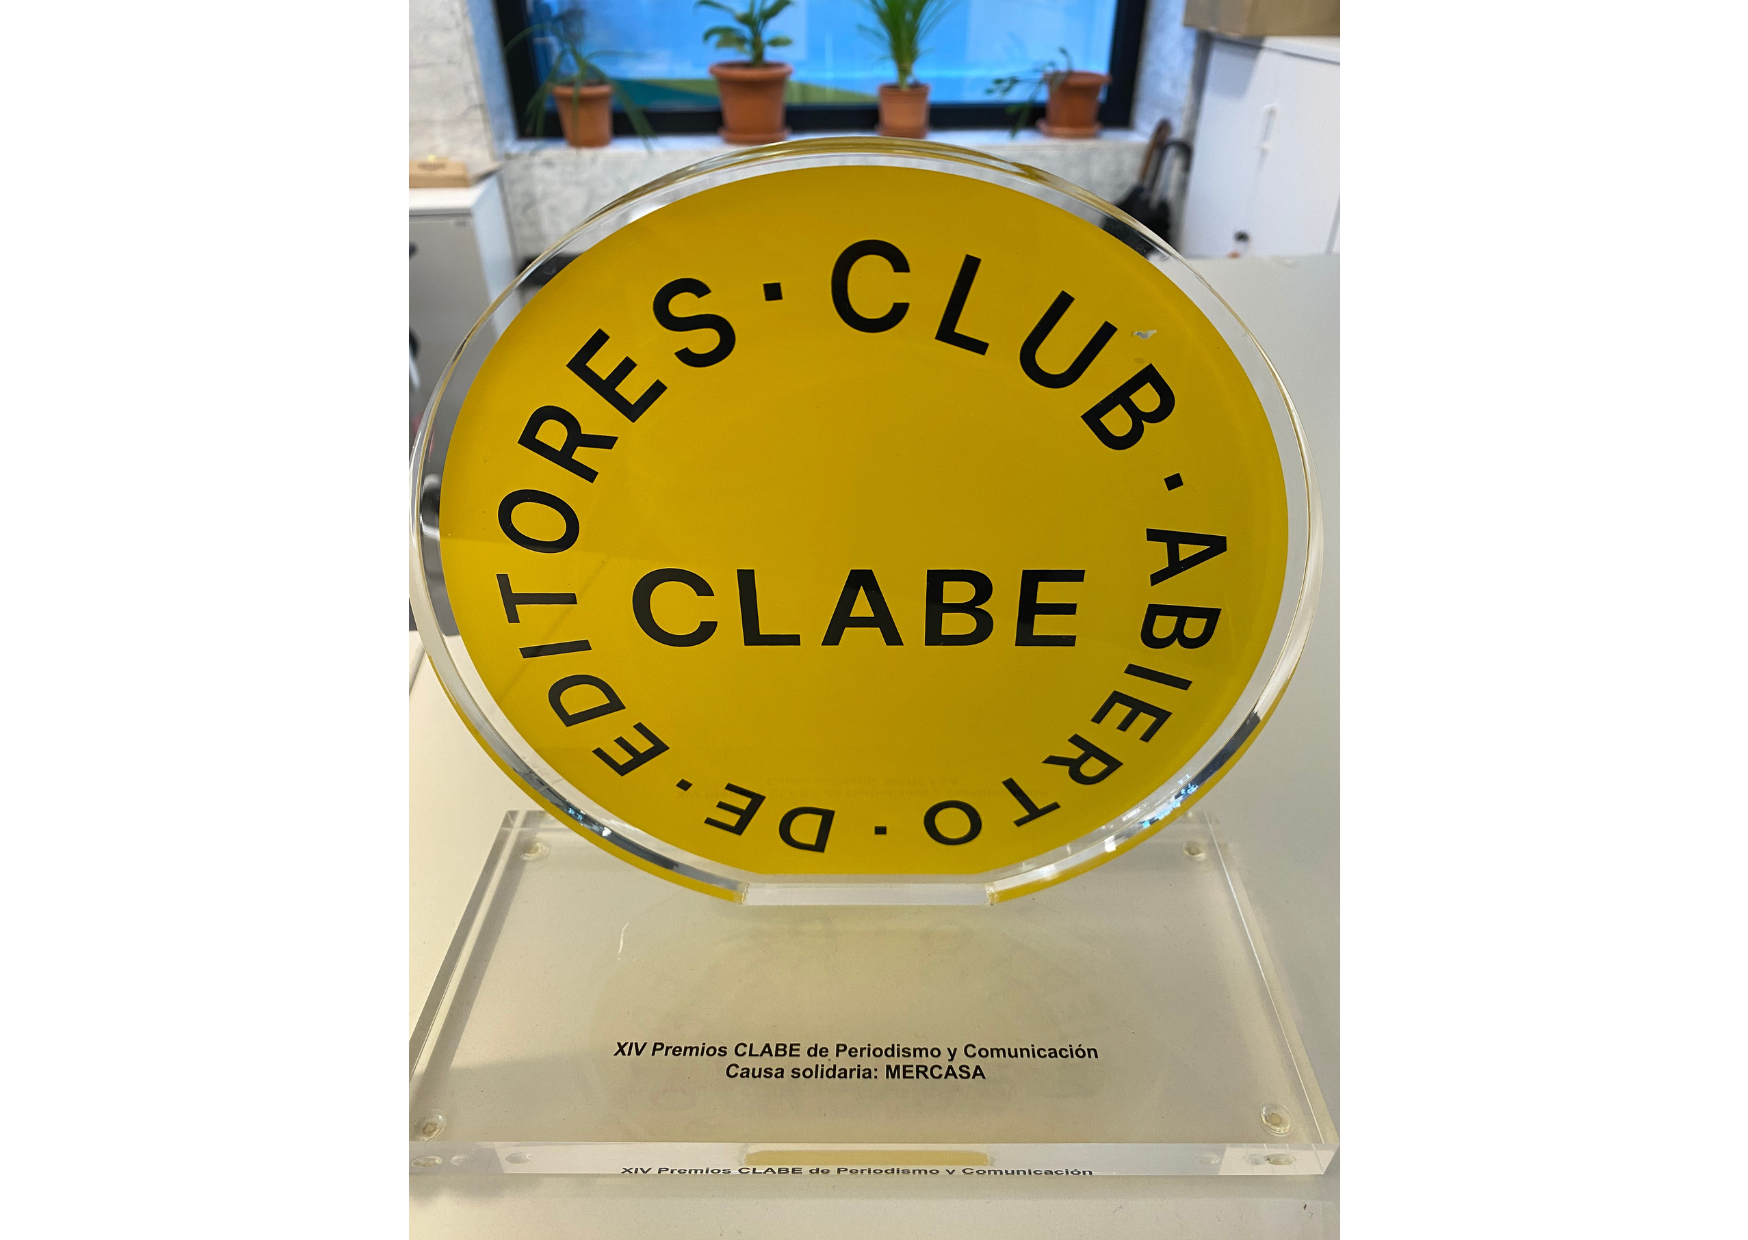 CLUB · ABIERTO · DE · EDITORES ·
CLABE
XIV Premios CLABE de Periodismo y Comunicación
Causa solidaria: MERCASA
XIV Premios CLABE de Periodismo y Comunicación